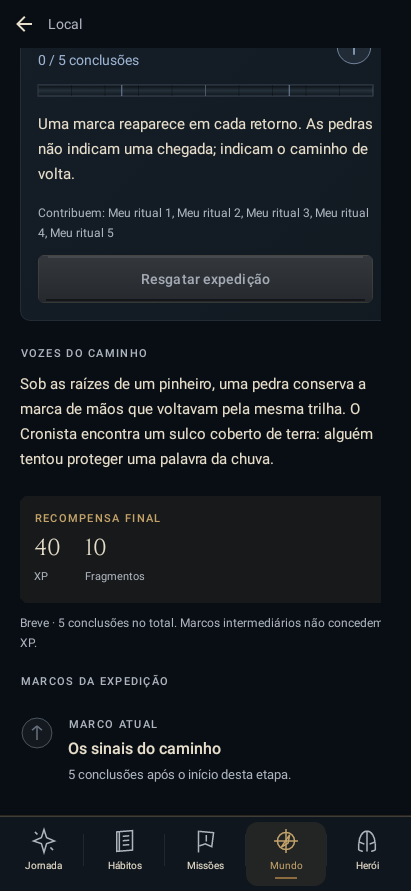 Local
0 / 5 conclusões
Uma marca reaparece em cada retorno. As pedras
não indicam uma chegada; indicam o caminho de
volta.
Contribuem: Meu ritual 1, Meu ritual 2, Meu ritual 3, Meu ritual
4, Meu ritual 5
Resgatar expedição
VOZES DO CAMINHO
Sob as raízes de um pinheiro, uma pedra conserva a
marca de mãos que voltavam pela mesma trilha. O
Cronista encontra um sulco coberto de terra: alguém
tentou proteger uma palavra da chuva.
RECOMPENSA FINAL
40 10
XP Fragmentos
Breve · 5 conclusões no total. Marcos intermediários não concedem
XP.
MARCOS DA EXPEDIÇÃO
MARCO ATUAL
Os sinais do caminho
5 conclusões após o início desta etapa.
Jornada Hábitos Missões Mundo Herói